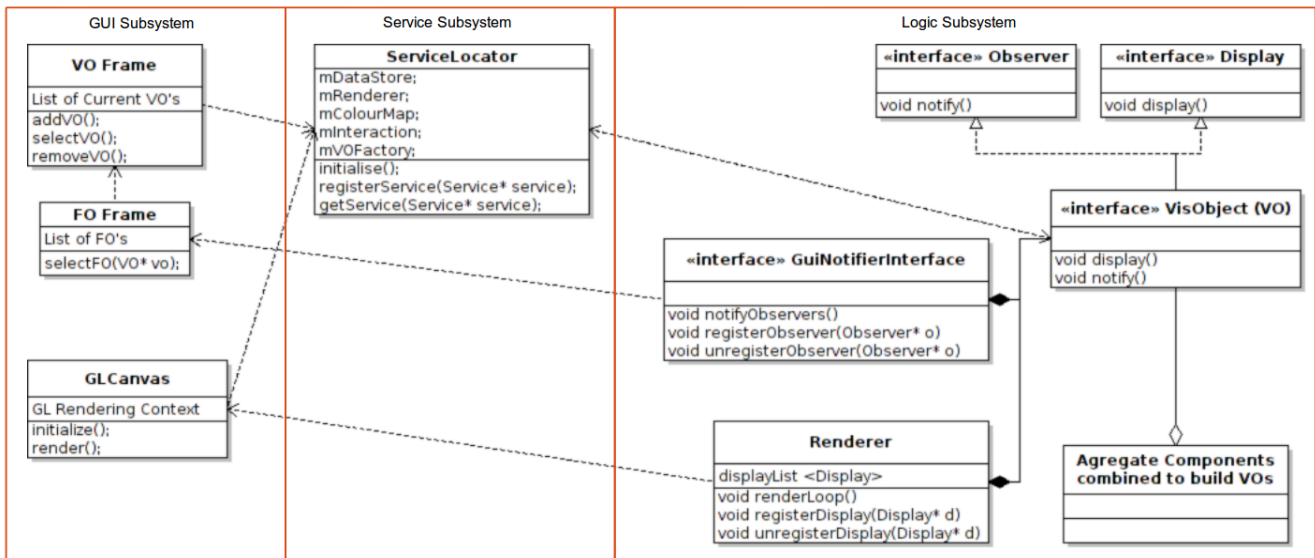 GUI Subsystem
Service Subsystem
Logic Subsystem
VO Frame
List of Current VO's
addVO();
selectVO();
removeVO();
FO Frame
List of FO's
selectFO(VO* vo);
GLCanvas
GL Rendering Context
initialize();
render();
ServiceLocator
mDataStore;
mRenderer;
mColourMap;
mInteraction;
mVOFactory;
initialise();
registerService(Service* service);
getService(Service* service);
«interface» Observer
void notify()
«interface» Display
void display()
«interface» VisObject (VO)
void display()
void notify()
«interface» GuiNotifierInterface
void notifyObservers()
void registerObserver(Observer* o)
void unregisterObserver(Observer* o)
Renderer
displayList <Display>
void renderLoop()
void registerDisplay(Display* d)
void unregisterDisplay(Display* d)
Agregate Components
combined to build VOs